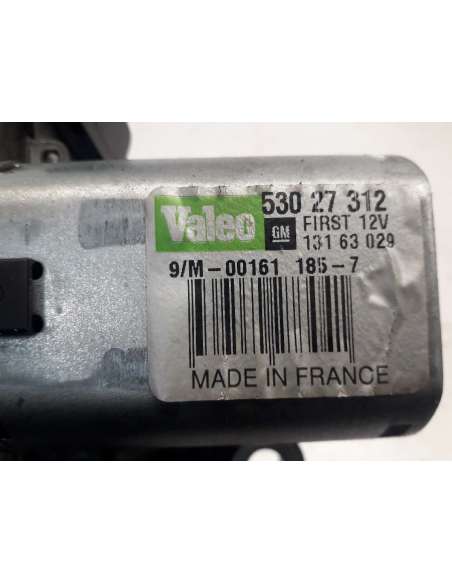 Valeo 530 27 312
GM FIRST 12V
131 63 029
9/M-00161 185-7
MADE IN FRANCE